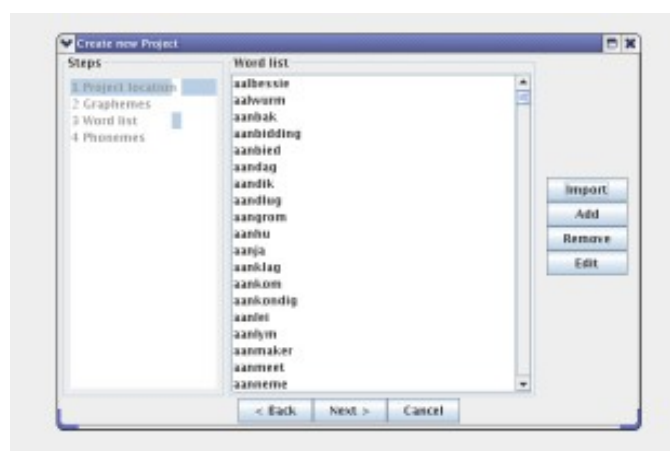 Create new Project
Steps
1 Project location
2 Graphemes
3 Word list
4 Phonemes
Word list
aalbessie
aalwurm
aanbak
aanbidding
aanbied
aandag
aandik
aandlug
aangrom
aanhu
aanja
aanklag
aankom
aankondig
aanlei
aanlym
aanmaker
aanmeet
aanneme
Import
Add
Remove
Edit
< Back
Next >
Cancel